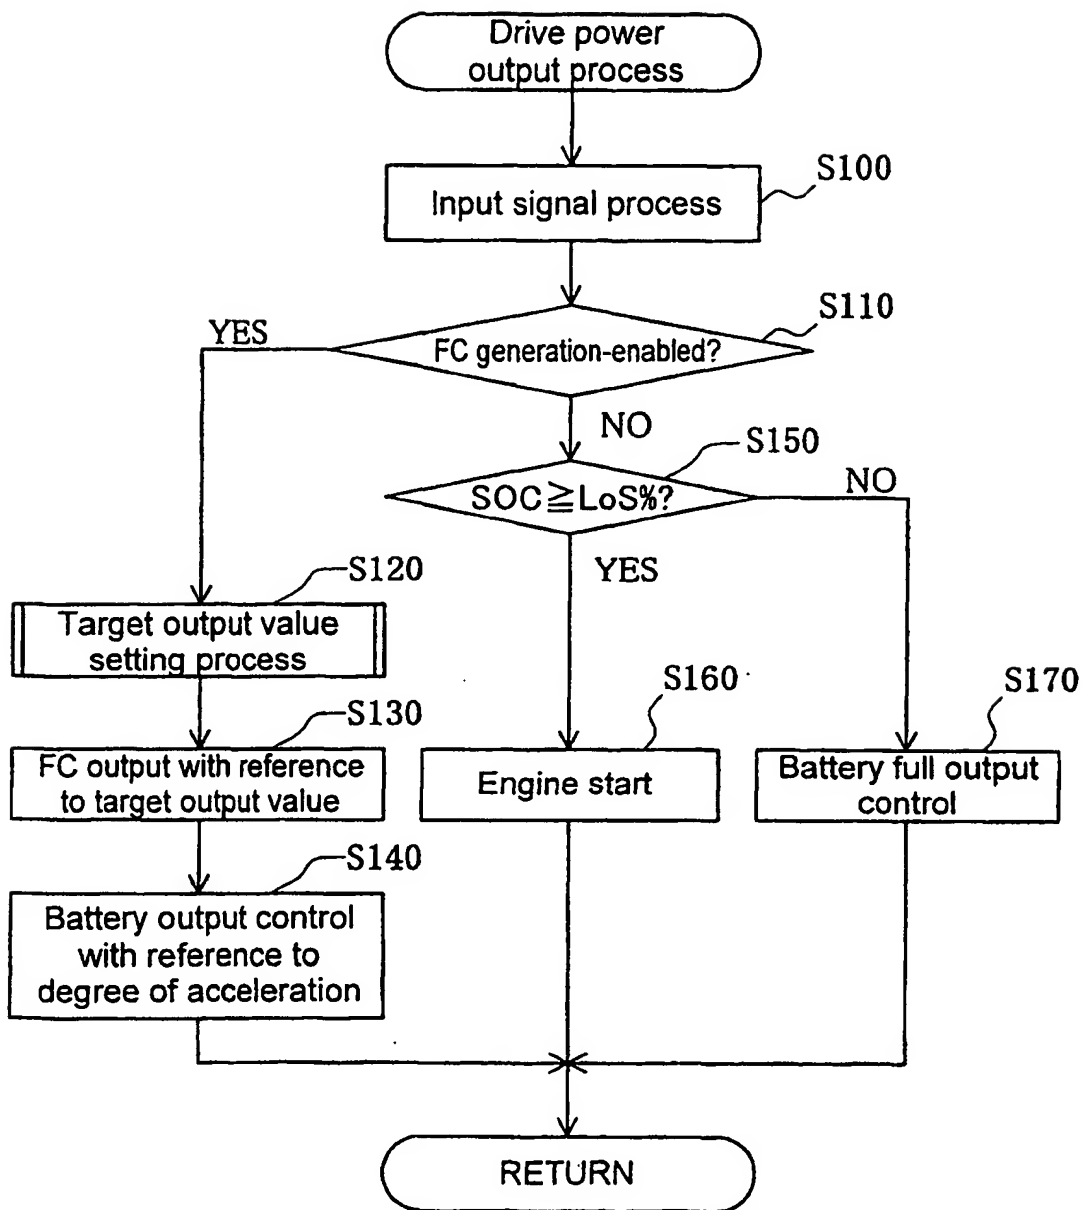 Drive power
output process
S100
Input signal process
S110
YES
FC generation-enabled?
NO
S150
SOC≧LoS%?
NO
YES
S120
Target output value
setting process
S160
S170
S130
FC output with reference
to target output value
Engine start
Battery full output
control
S140
Battery output control
with reference to
degree of acceleration
RETURN